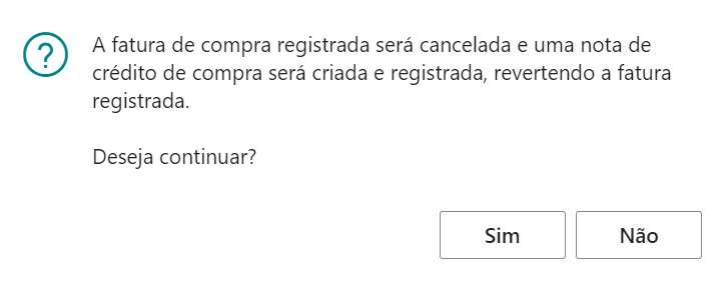 A fatura de compra registrada será cancelada e uma nota de
crédito de compra será criada e registrada, revertendo a fatura
registrada.
Deseja continuar?
Sim
Não